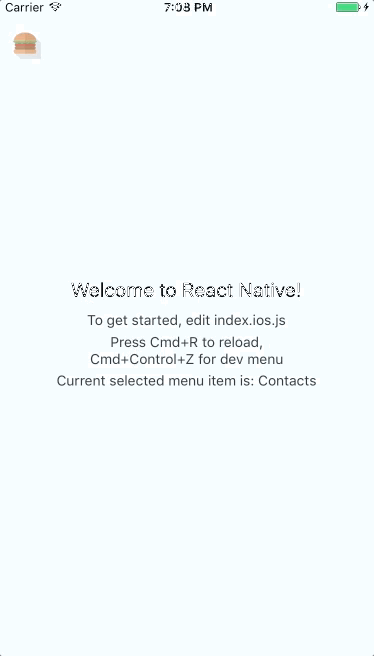 Carrier 7:08 PM
Welcome to React Native!
To get started, edit index.ios.js
Press Cmd+R to reload,
Cmd+Control+Z for dev menu
Current selected menu item is: Contacts